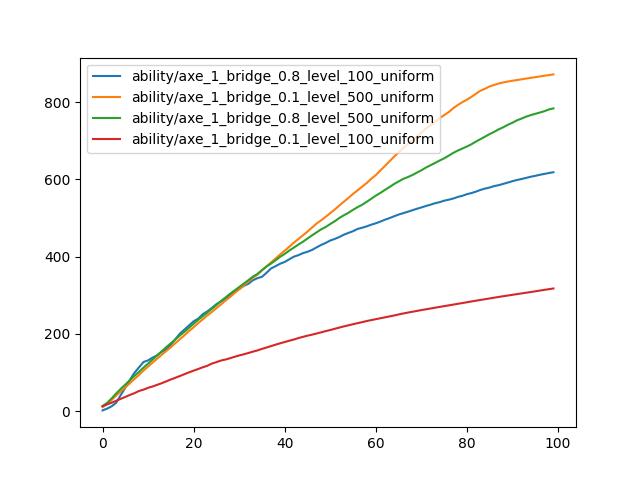 ability/axe_1_bridge_0.8_level_100_uniform
ability/axe_1_bridge_0.1_level_500_uniform
ability/axe_1_bridge_0.8_level_500_uniform
ability/axe_1_bridge_0.1_level_100_uniform
800
600
400
200
0
0 20 40 60 80 100